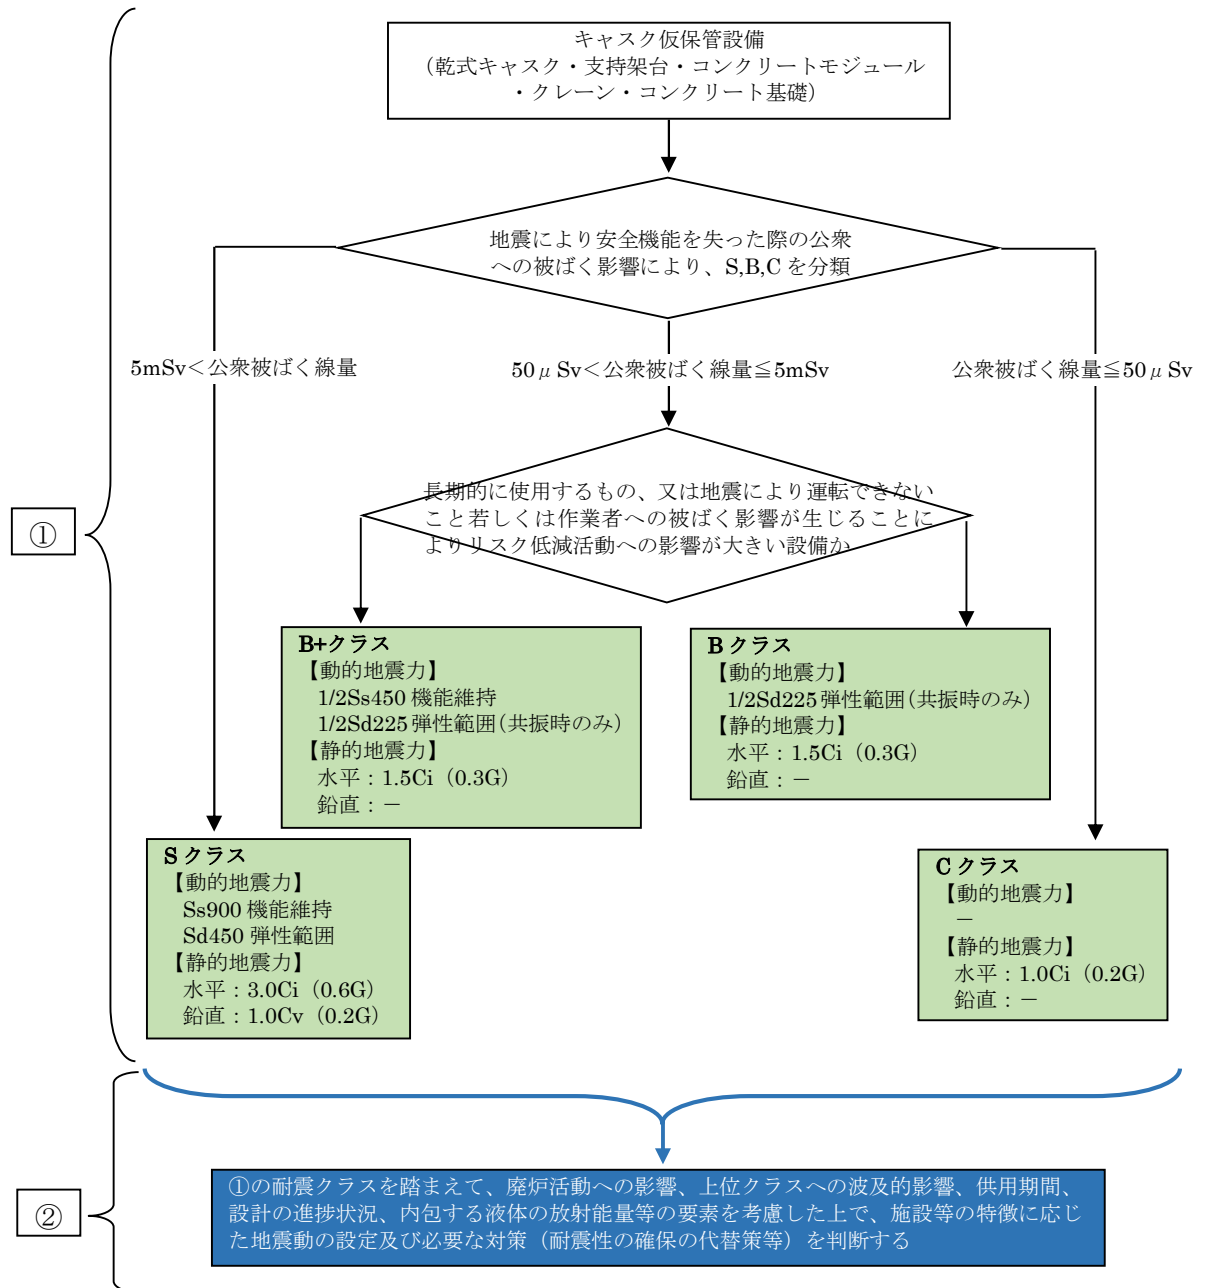 キャスク仮保管設備
（乾式キャスク・支持架台・コンクリートモジュール
・クレーン・コンクリート基礎）
地震により安全機能を失った際の公衆
への被ばく影響により、S,B,C を分類
5mSv＜公衆被ばく線量
50μSv＜公衆被ばく線量≦5mSv
公衆被ばく線量≦50μSv
長期的に使用するもの、又は地震により運転できない
こと若しくは作業者への被ばく影響が生じることに
よりリスク低減活動への影響が大きい設備か
①
B+クラス
【動的地震力】
1/2Ss450 機能維持
1/2Sd225 弾性範囲（共振時のみ）
【静的地震力】
水平：1.5Ci（0.3G）
鉛直：－
B クラス
【動的地震力】
1/2Sd225 弾性範囲（共振時のみ）
【静的地震力】
水平：1.5Ci（0.3G）
鉛直：－
S クラス
【動的地震力】
Ss900 機能維持
Sd450 弾性範囲
【静的地震力】
水平：3.0Ci（0.6G）
鉛直：1.0Cv（0.2G）
C クラス
【動的地震力】
－
【静的地震力】
水平：1.0Ci（0.2G）
鉛直：－
②
①の耐震クラスを踏まえて、廃炉活動への影響、上位クラスへの波及的影響、供用期間、
設計の進捗状況、内包する液体の放射能量等の要素を考慮した上で、施設等の特徴に応じ
た地震動の設定及び必要な対策（耐震性の確保の代替策等）を判断する